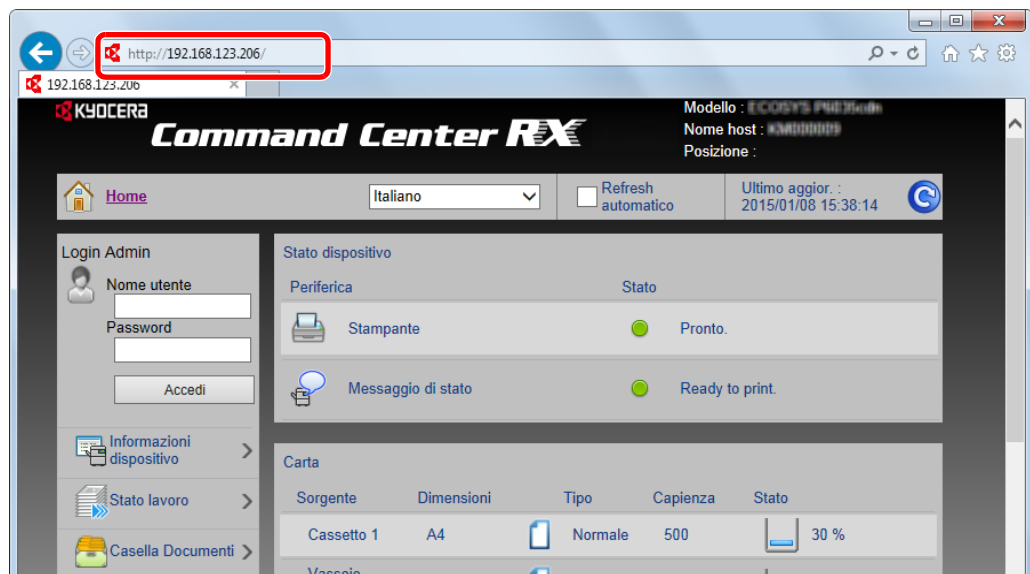 http://192.168.123.206/
192.168.123.206
KYOCERA
Command Center RX
Modello :
Nome host :
Posizione :
Home
Italiano
Refresh
automatico
Ultimo aggior. :
2015/01/08 15:38:14
Login Admin
Nome utente
Password
Accedi
Informazioni
dispositivo
Stato lavoro
Casella Documenti
Stato dispositivo
Periferica Stato
Stampante Pronto.
Messaggio di stato Ready to print.
Carta
Sorgente Dimensioni Tipo Capienza Stato
Cassetto 1 A4 Normale 500 30 %